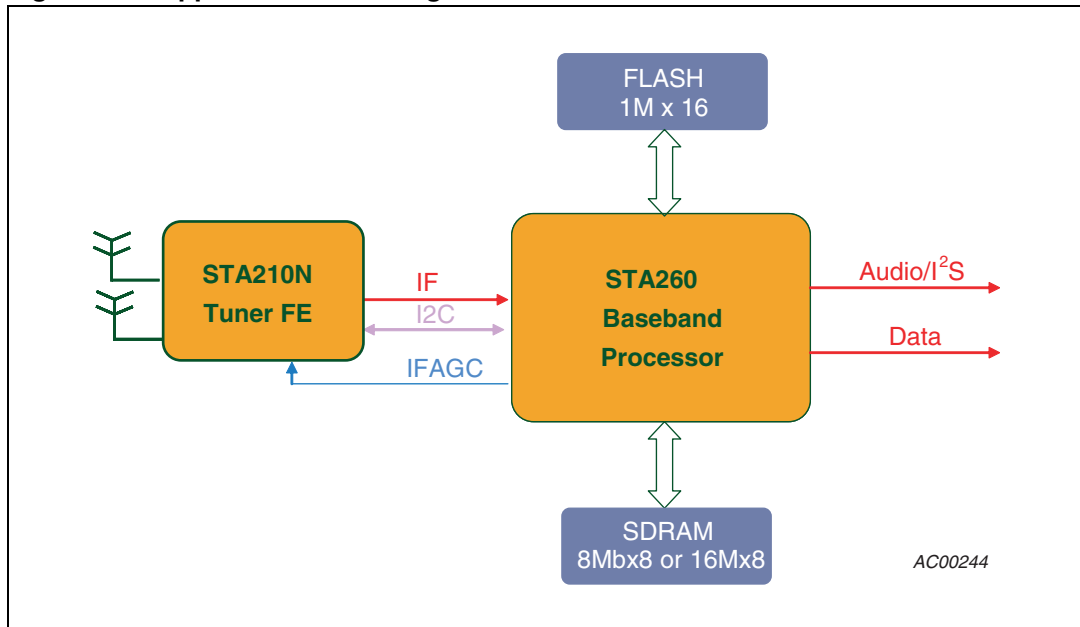 FLASH
1M x 16
STA210N
Tuner FE
IF
I2C
IFAGC
STA260
Baseband
Processor
Audio/I²S
Data
SDRAM
8Mbx8 or 16Mx8
AC00244